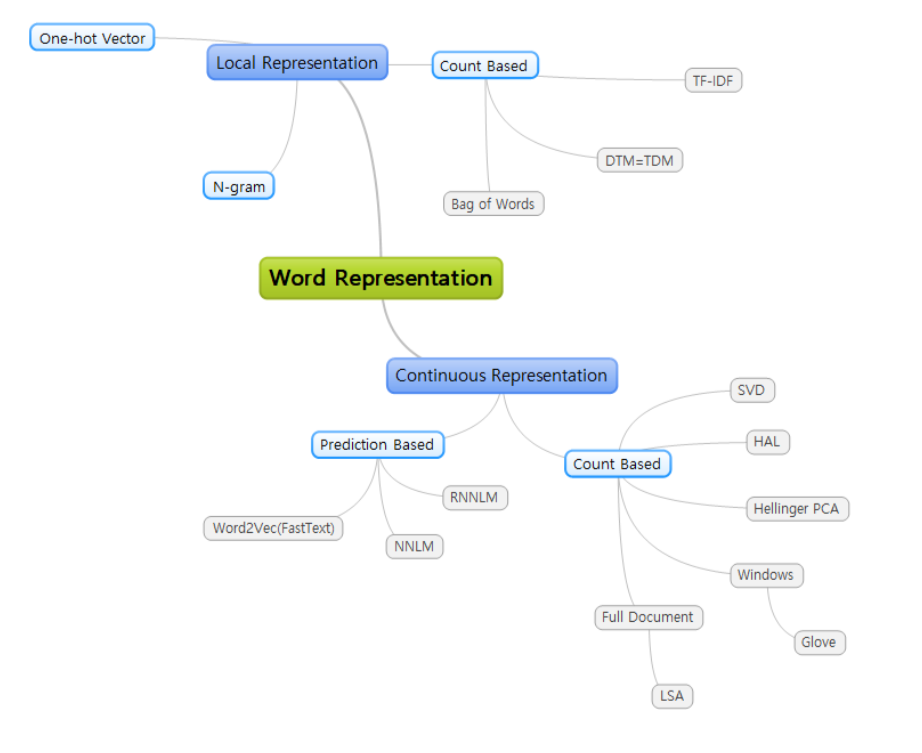 One-hot Vector
Local Representation
Count Based
TF-IDF
DTM=TDM
N-gram
Bag of Words
Word Representation
Continuous Representation
SVD
Prediction Based
HAL
Count Based
RNNLM
Hellinger PCA
Word2Vec(FastText)
NNLM
Windows
Full Document
Glove
LSA